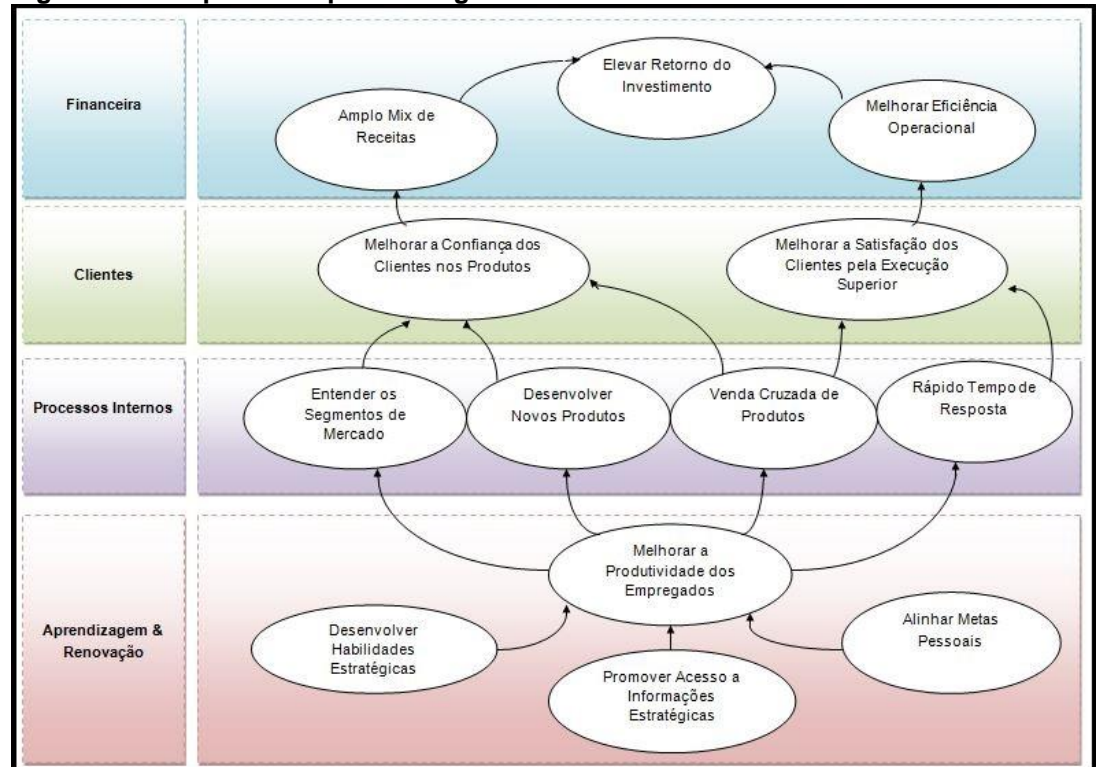 Financeira
Elevar Retorno do
Investimento
Amplo Mix de
Receitas
Melhorar Eficiência
Operacional
Clientes
Melhorar a Confiança dos
Clientes nos Produtos
Melhorar a Satisfação dos
Clientes pela Execução
Superior
Processos Internos
Entender os
Segmentos de
Mercado
Desenvolver
Novos Produtos
Venda Cruzada de
Produtos
Rápido Tempo de
Resposta
Aprendizagem &
Renovação
Melhorar a
Produtividade dos
Empregados
Desenvolver
Habilidades
Estratégicas
Promover Acesso a
Informações
Estratégicas
Alinhar Metas
Pessoais